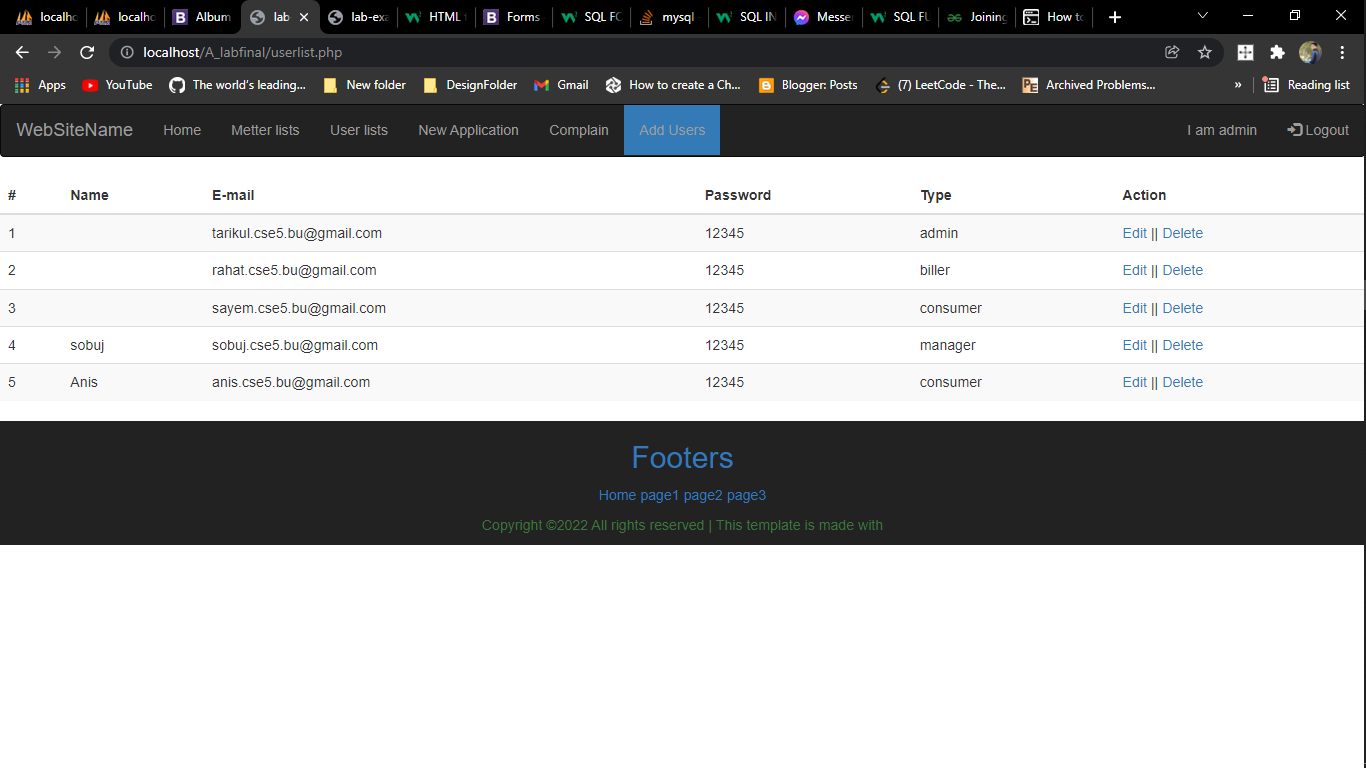 localho localho Album lab lab-exa HTML Forms SQL FO mysql SQL IN Messe SQL FU Joining How to
localhost/A_labfinal/userlist.php
Apps YouTube The world's leading... New folder DesignFolder Gmail How to create a Ch... Blogger: Posts (7) LeetCode - The... Archived Problems... » Reading list
WebSiteName Home Metter lists User lists New Application Complain Add Users I am admin Logout
# Name E-mail Password Type Action
1 tarikul.cse5.bu@gmail.com 12345 admin Edit || Delete
2 rahat.cse5.bu@gmail.com 12345 biller Edit || Delete
3 sayem.cse5.bu@gmail.com 12345 consumer Edit || Delete
4 sobuj sobuj.cse5.bu@gmail.com 12345 manager Edit || Delete
5 Anis anis.cse5.bu@gmail.com 12345 consumer Edit || Delete
Footers
Home page1 page2 page3
Copyright ©2022 All rights reserved | This template is made with